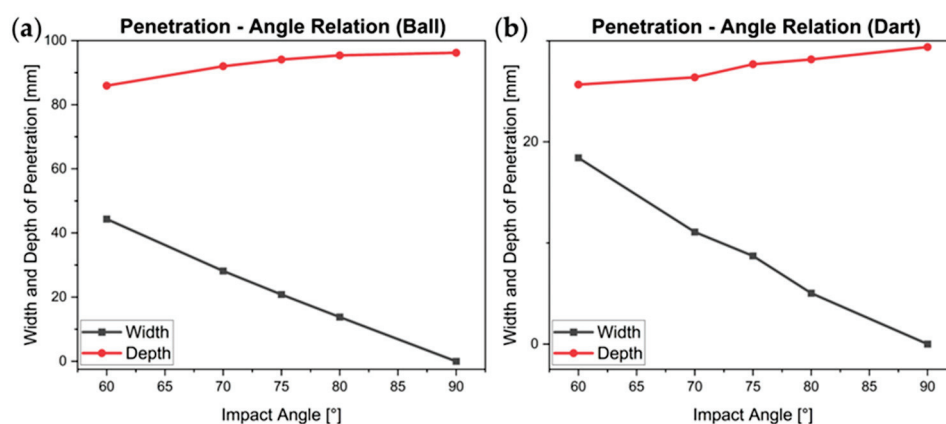 (a) Penetration - Angle Relation (Ball)
Width and Depth of Penetration [mm]
100
80
60
40
20
0
Width
Depth
60 65 70 75 80 85 90
Impact Angle [°]
(b) Penetration - Angle Relation (Dart)
Width and Depth of Penetration [mm]
20
0
Width
Depth
60 65 70 75 80 85 90
Impact Angle [°]